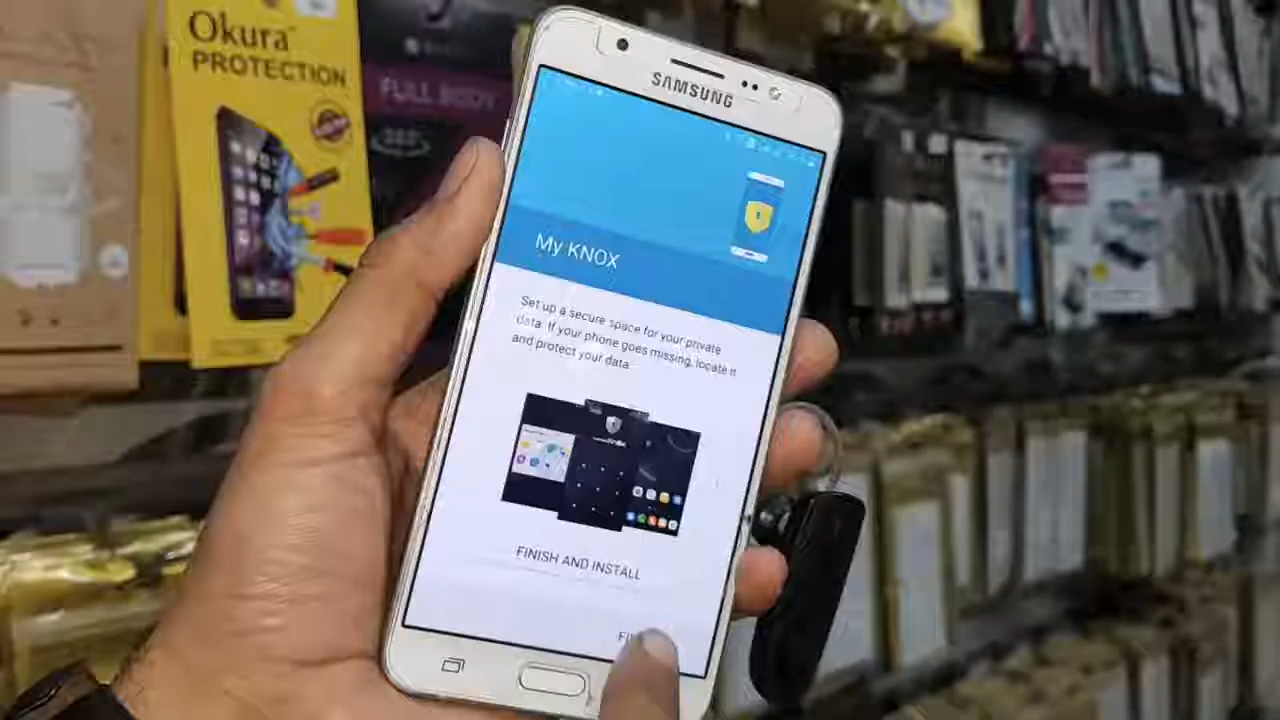 Okura
PROTECTION
FULL BODY
SAMSUNG
My KNOX
Set up a secure space for your private
data. If your phone goes missing, locate it
and protect your data.
FINISH AND INSTALL